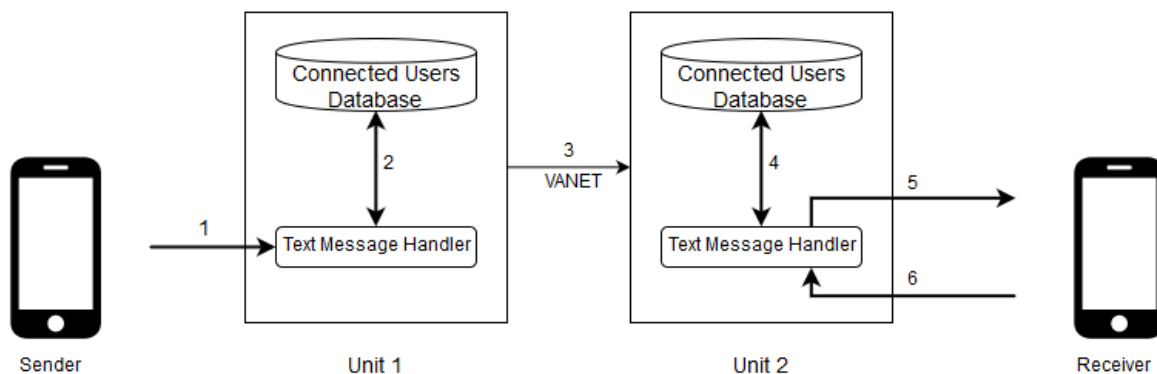 Connected Users
Database
2
1
Text Message Handler
Sender
Unit 1
3
VANET
Connected Users
Database
4
Text Message Handler
5
6
Unit 2
Receiver